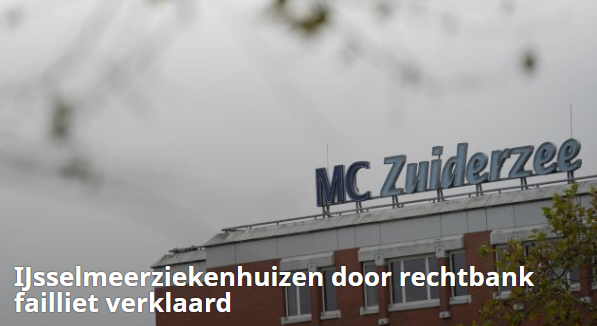 MC Zuiderzee
IJsselmeerziekenhuizen door rechtbank
failliet verklaard